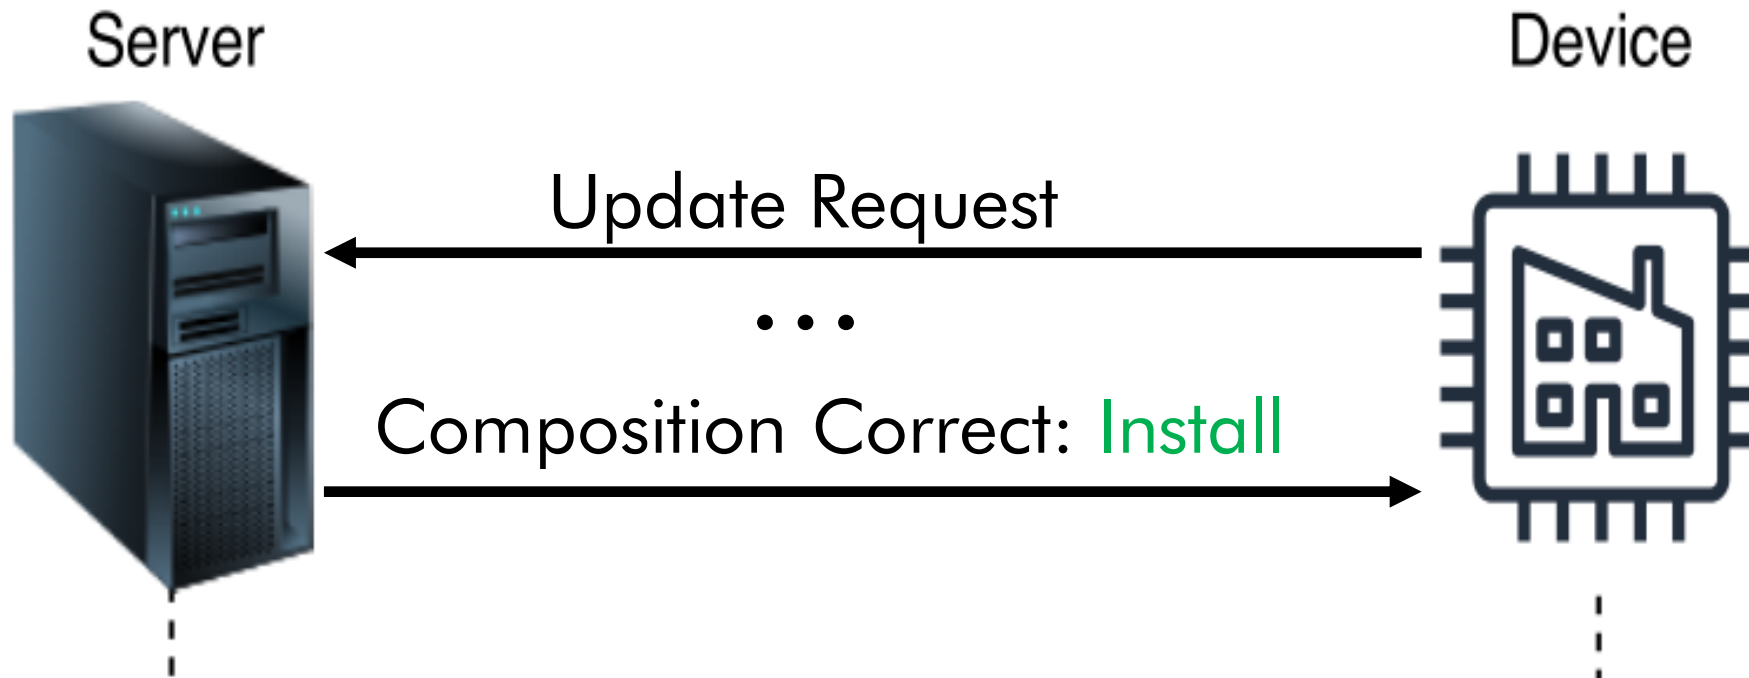 Server
Device
Update Request
...
Composition Correct: Install